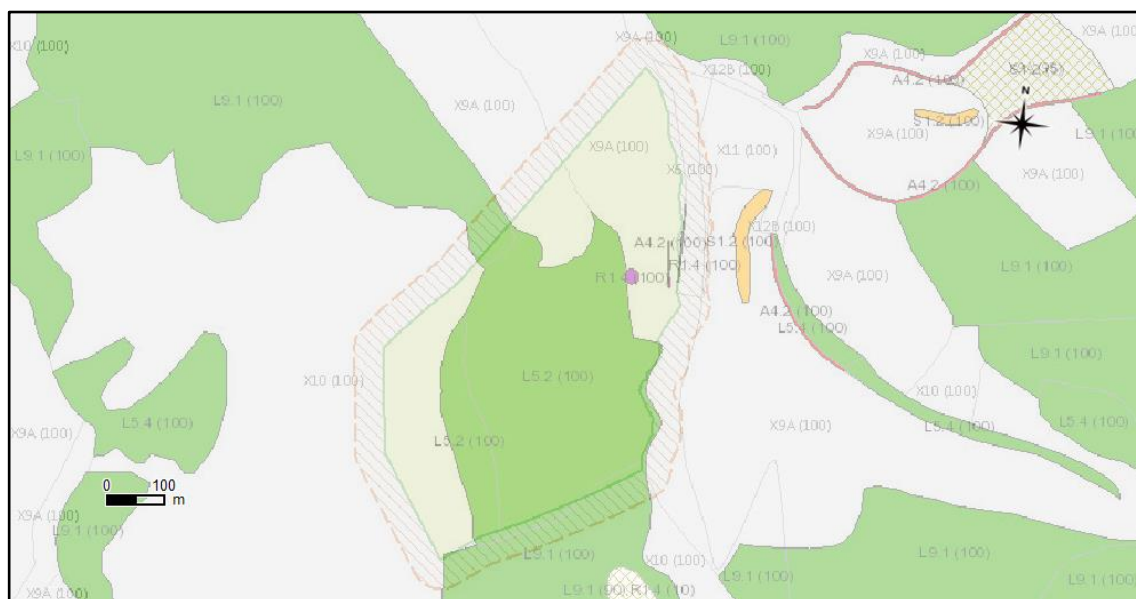 X9A (100)
L9.1 (100)
X9A (100)
X10 (100)
X9A (100)
X12B (100)
A4.2 (100)
L9.1 (100)
X9A (100)
N
S1.2 (100)
X9A (100)
X9A (100)
X11 (100)
L9.1 (100)
L9.1 (100)
X5 (100)
X9A (100)
A4.2 (100)
X12B (100)
A4.2 (100)
S1.2 (100)
R1.4 (100)
R1.4 (100)
X9A (100)
L9.1 (100)
A4.2 (100)
L5.4 (100)
L9.1 (100)
X10 (100)
L5.2 (100)
X10 (100)
L5.4 (100)
L5.4 (100)
X9A (100)
L5.2 (100)
X9A (100)
L5.4 (100)
0 100
m
X9A (100)
L9.1 (100)
L9.1 (100)
X10 (100)
L9.1 (100)
L9.1 (100)
L9.1 (100)
X9A (100)
L9.1 (90) R1.4 (10)